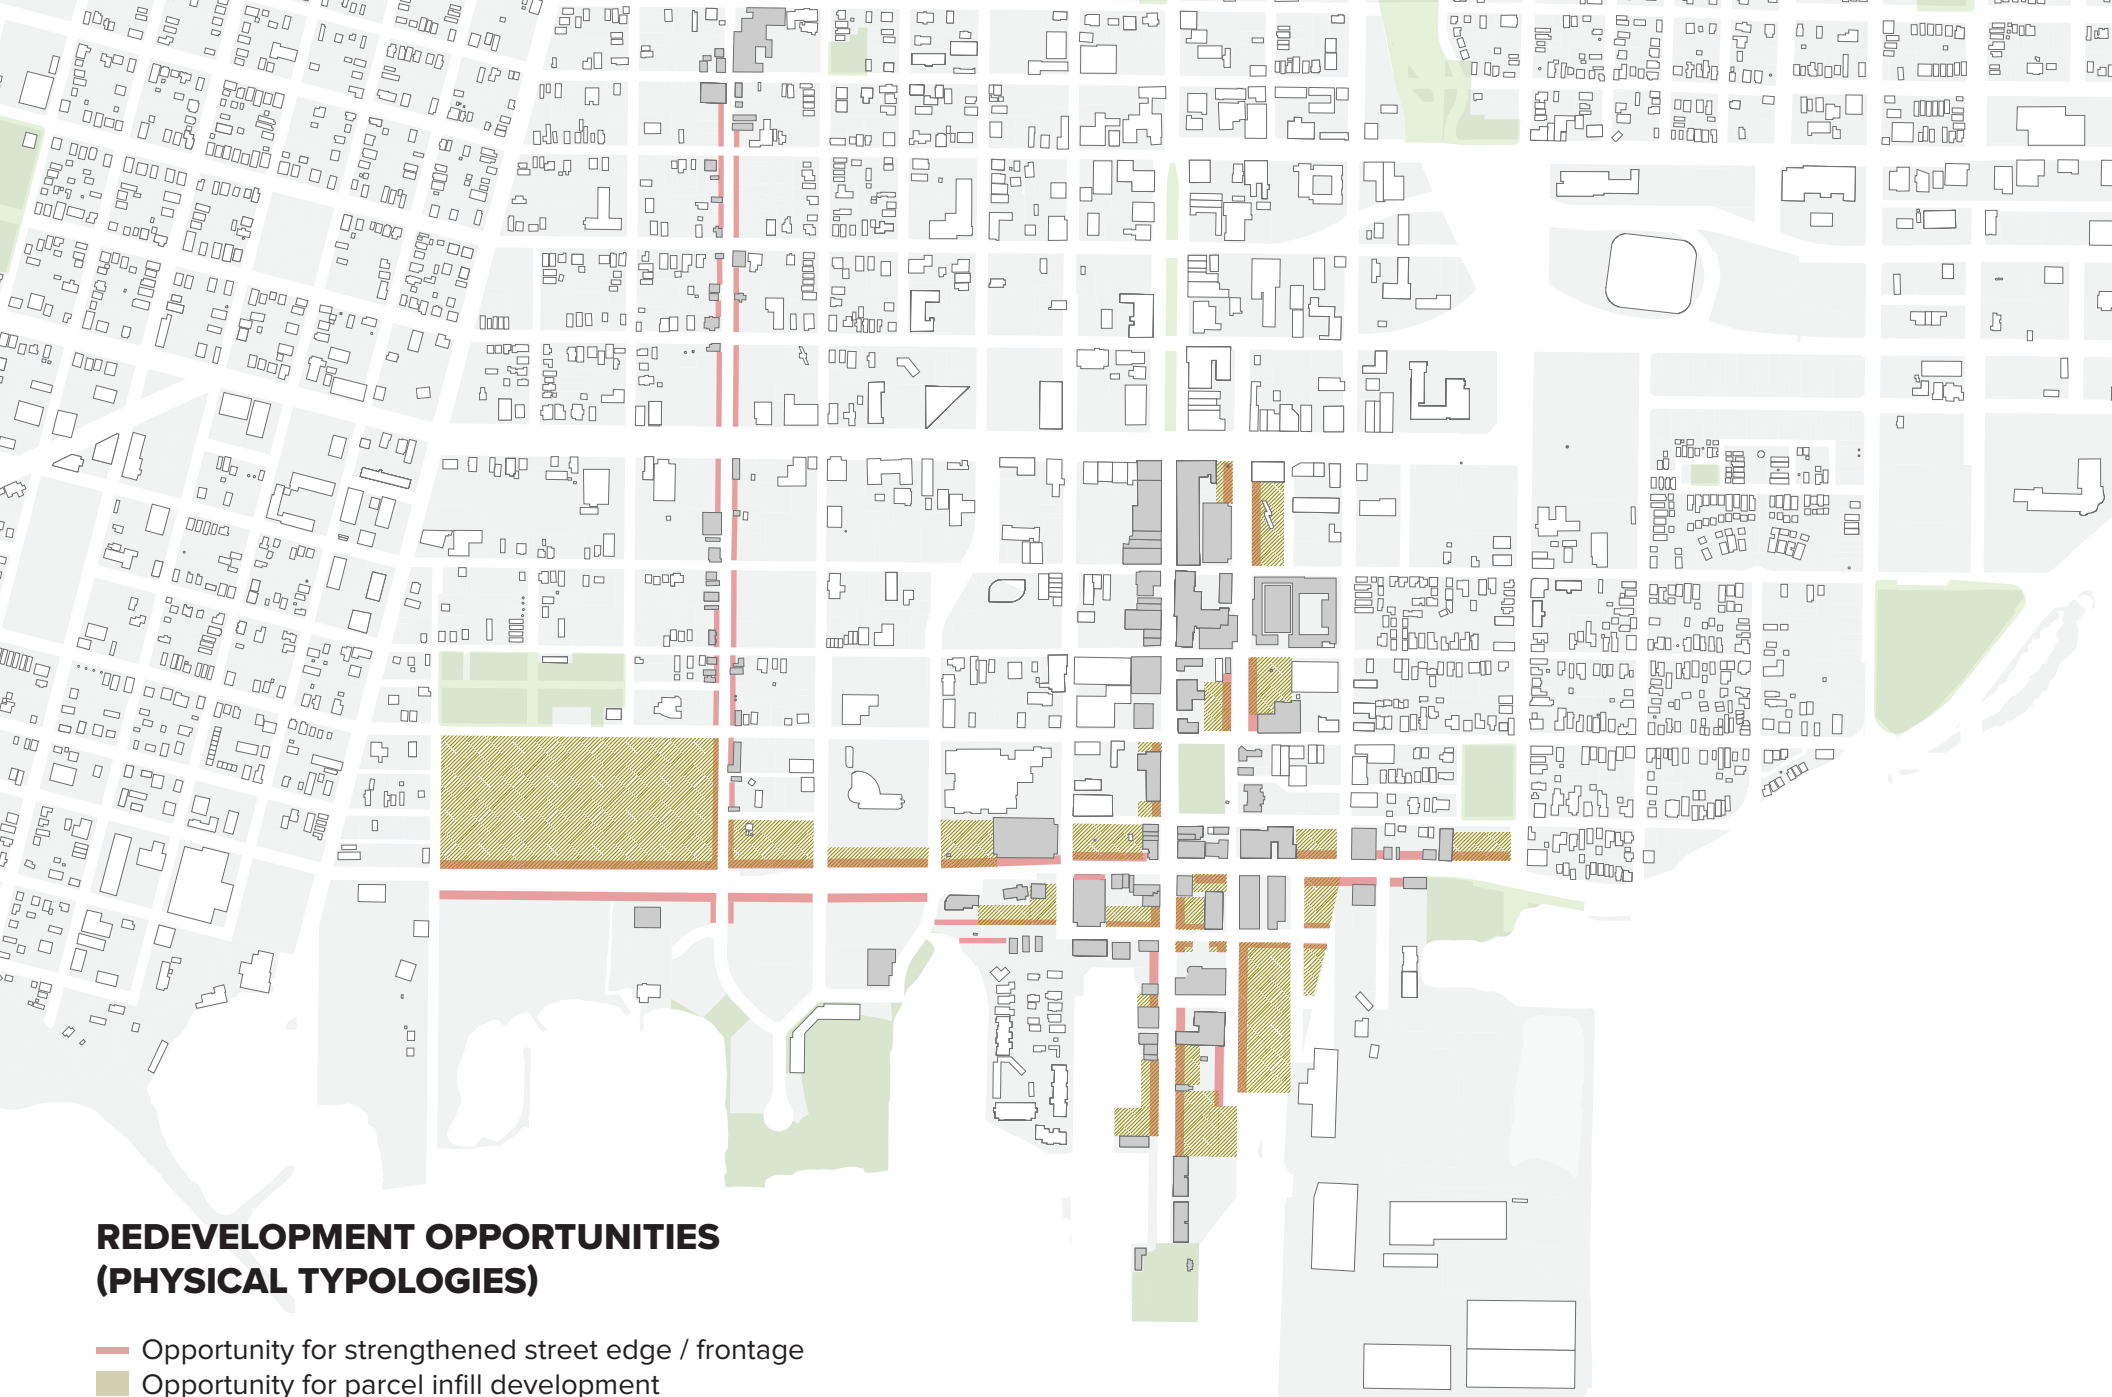 REDEVELOPMENT OPPORTUNITIES
(PHYSICAL TYPOLOGIES)
Opportunity for strengthened street edge / frontage
Opportunity for parcel infill development